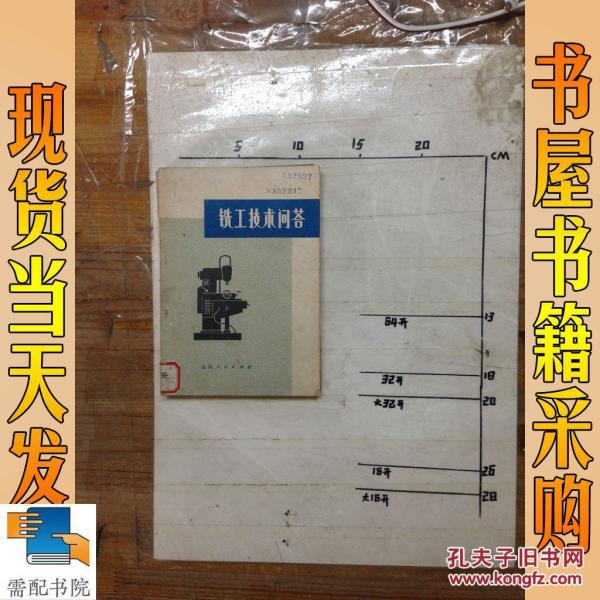 现货当天发
书屋书籍采购
5 10 15 20 CM
铣工技术问答
13
64开
18
32开
20
大32开
26
16开
28
大16开
需配书院
孔夫子旧书网
www.kongfz.com